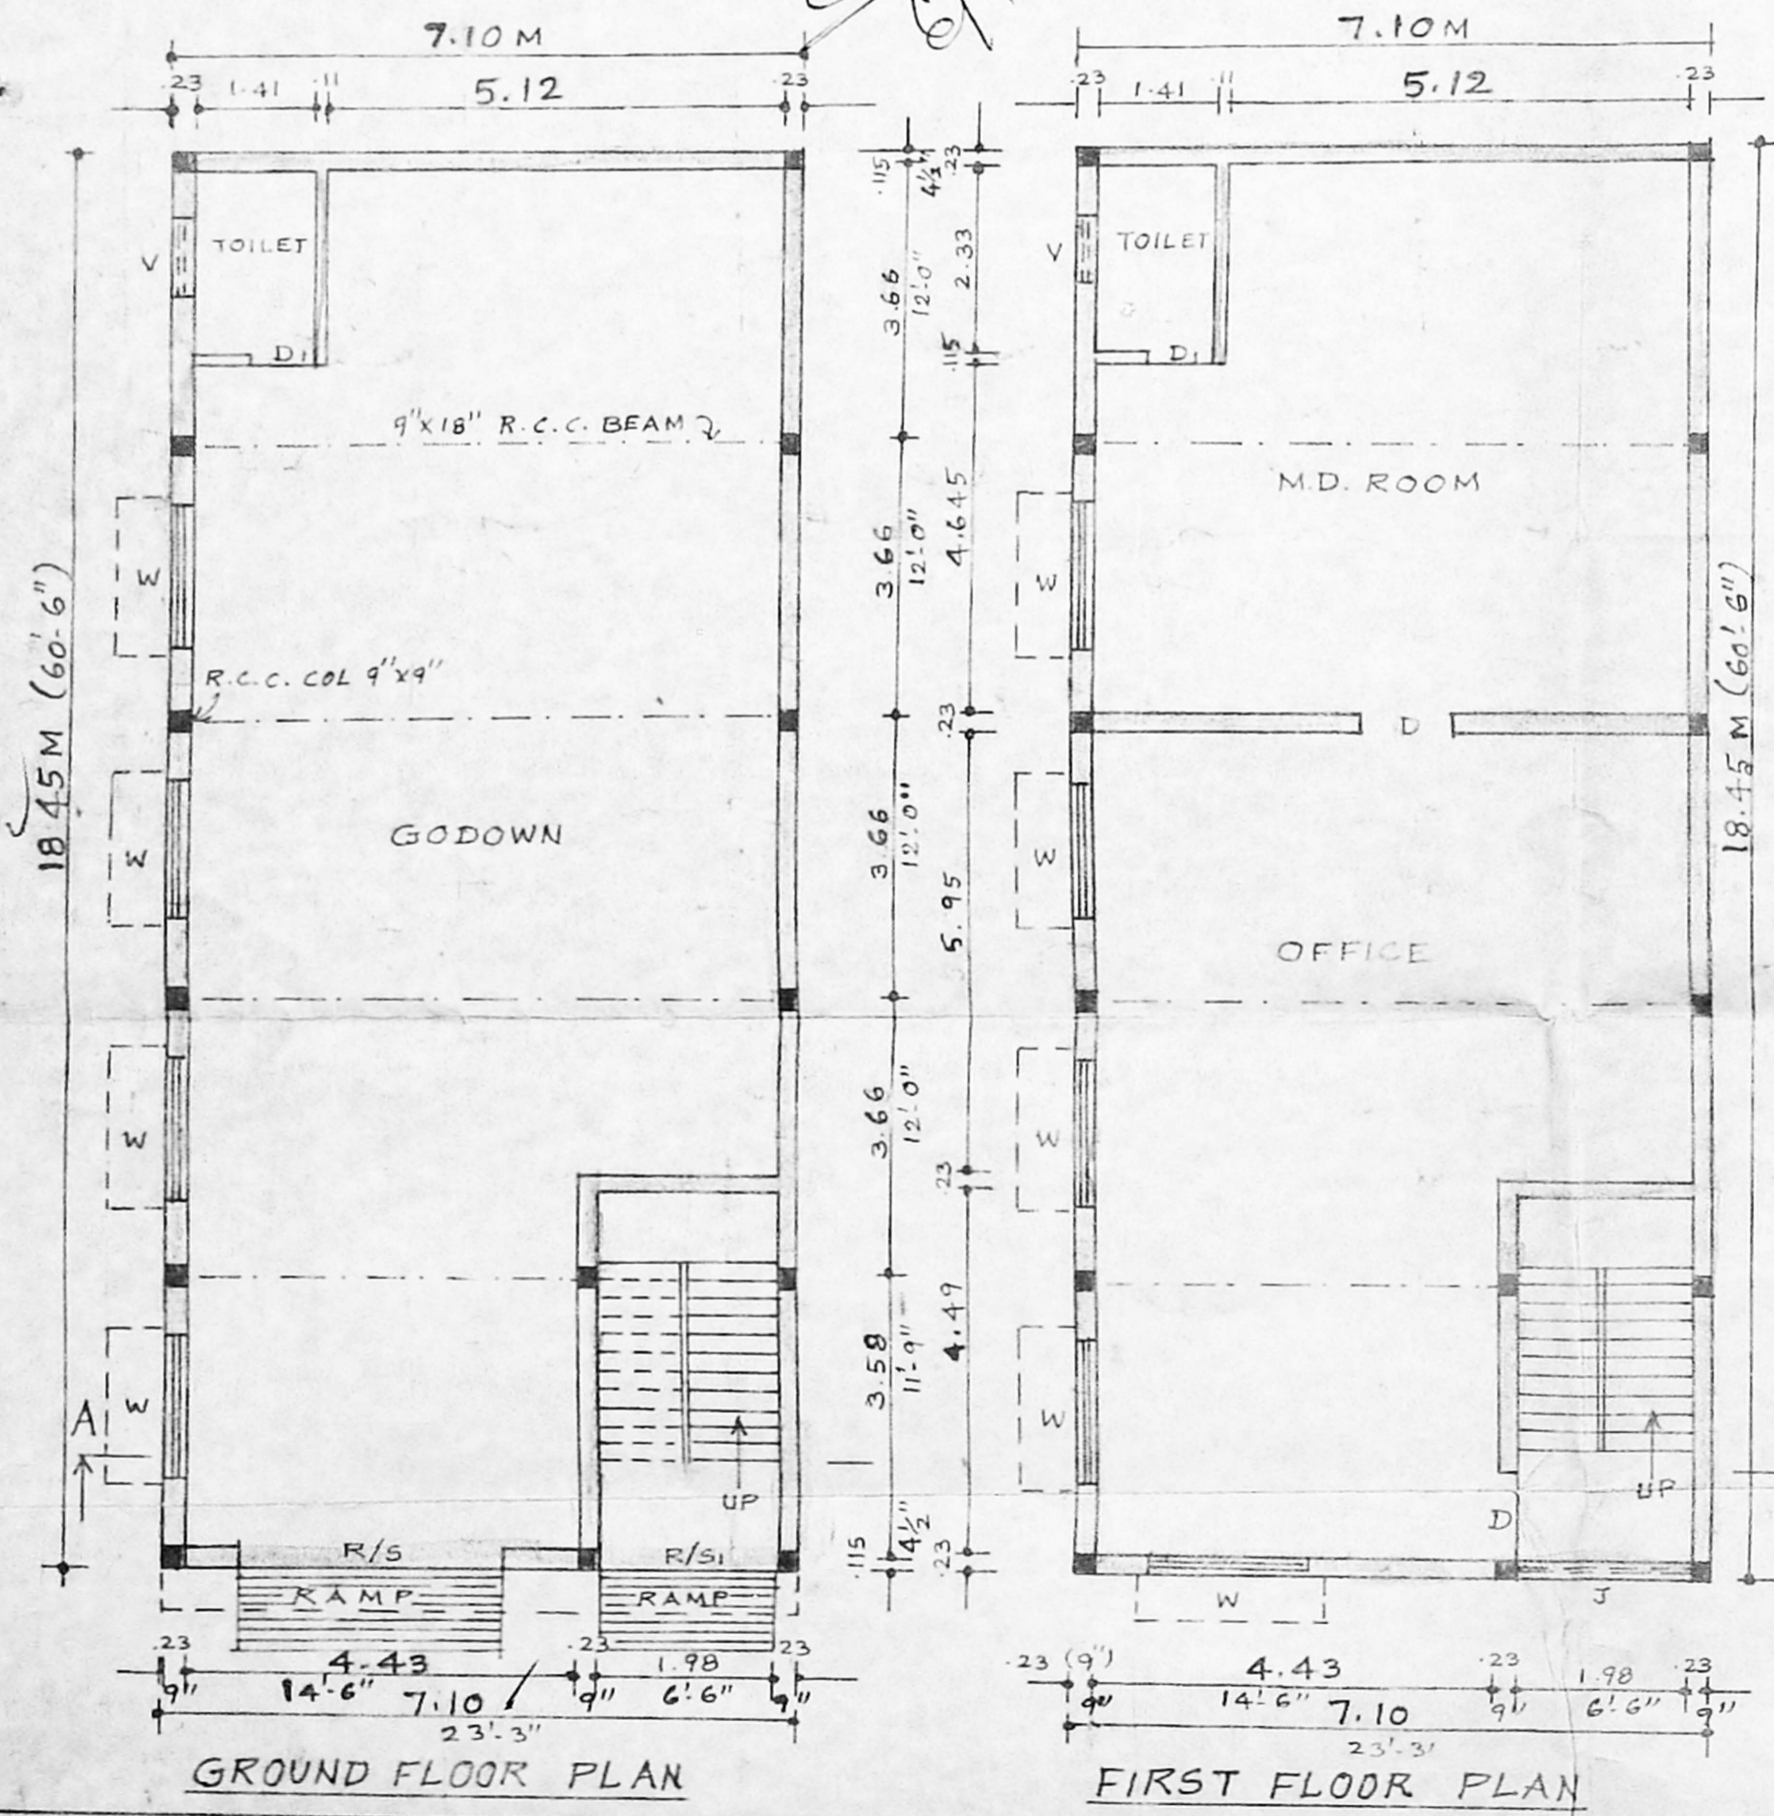 7.10 M
.23 1.41 .11 5.12 .23
TOILET
V
D1
9"x18" R.C.C. BEAM
W
R.C.C. COL 9"x9"
18.45 M (60'-6")
W
GODOWN
W
A
W
UP
R/S
R/S1
RAMP
RAMP
.23 4.43 .23 1.98 .23
9" 14'-6" 9" 6'-6" 9"
7.10
23'-3"
GROUND FLOOR PLAN
.115 4½" .23
3.66 12'-0" 2.33
.115
3.66 12'-0" 4.645
.23
3.66 12'-0" 5.95
3.66 12'-0"
.23
3.58 11'-9" 4.49
.115 4½" .23
7.10 M
.23 1.41 .11 5.12 .23
TOILET
V
D1
M.D. ROOM
W
18.45 M (60'-6")
D
W
OFFICE
W
W
UP
D
W
J
.23 (9") 4.43 .23 1.98 .23
9" 14'-6" 9" 6'-6" 9"
7.10
23'-3'
FIRST FLOOR PLAN